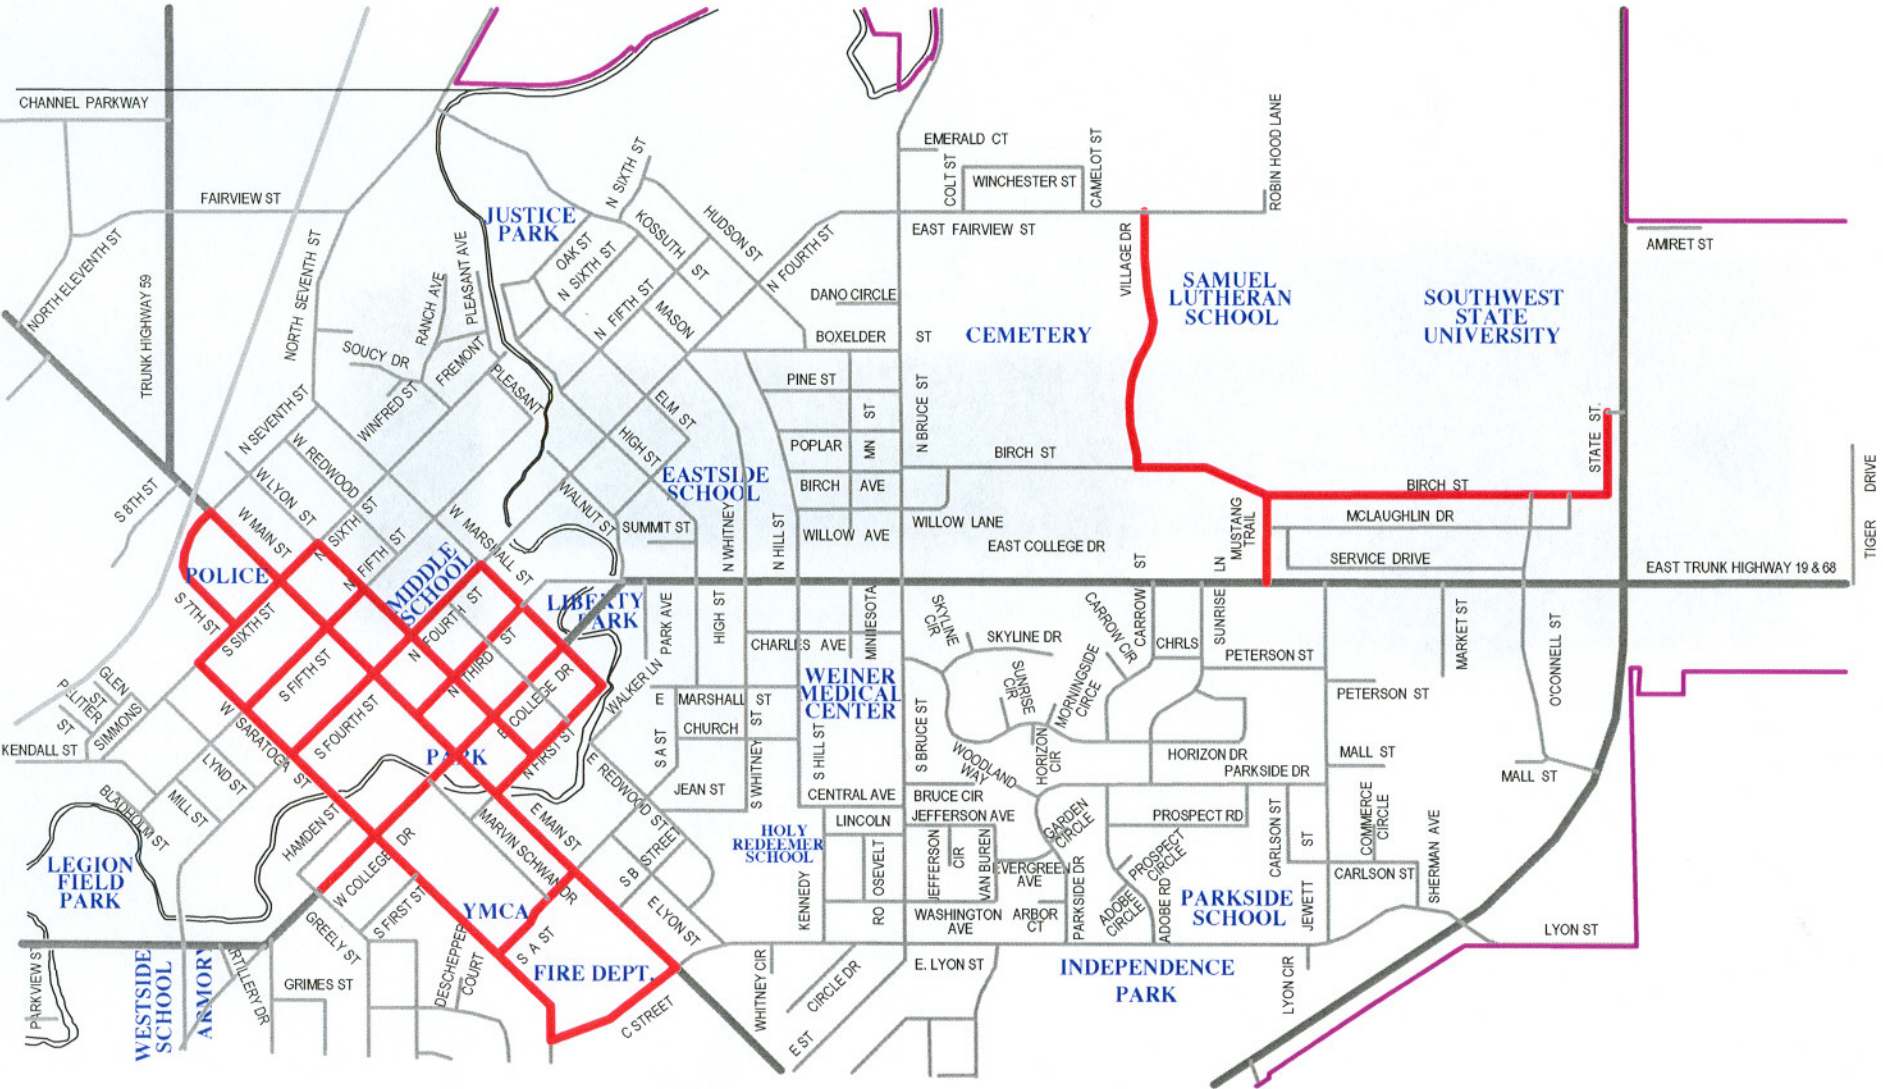 CHANNEL PARKWAY
FAIRVIEW ST
NORTH ELEVENTH ST
TRUNK HIGHWAY 59
NORTH SEVENTH ST
JUSTICE
PARK
N SIXTH ST
KOSSUTH ST
HUDSON ST
OAK ST
N SIXTH ST
N FIFTH ST
MASON
N FOURTH ST
RANCH AVE
PLEASANT AVE
SOUCY DR
FREMONT
PLEASANT
WINFRED ST
ELM ST
HIGH ST
EMERALD CT
COLT ST
WINCHESTER ST
CAMELOT ST
ROBIN HOOD LANE
EAST FAIRVIEW ST
VILLAGE DR
DANO CIRCLE
BOXELDER ST
CEMETERY
SAMUEL
LUTHERAN
SCHOOL
SOUTHWEST
STATE
UNIVERSITY
AMIRET ST
PINE ST
ST
POPLAR
MN
N BRUCE ST
BIRCH ST
BIRCH AVE
STATE ST.
BIRCH ST
MCLAUGHLIN DR
SERVICE DRIVE
MUSTANG
TRAIL
WILLOW LANE
WILLOW AVE
EAST COLLEGE DR
EAST TRUNK HIGHWAY 19 & 68
TIGER DRIVE
N SEVENTH ST
W REDWOOD ST
W LYON ST
W MAIN ST
S 8TH ST
N SIXTH ST
N FIFTH ST
W MARSHALL ST
WALNUT ST
SUMMIT ST
EASTSIDE
SCHOOL
N WHITNEY
N HILL ST
POLICE
MIDDLE
SCHOOL
LIBERTY
PARK
S 7TH ST
S SIXTH ST
S FIFTH ST
S FOURTH ST
N FOURTH ST
N THIRD ST
E COLLEGE DR
N FIRST ST
WALKER LN
PARK AVE
HIGH ST
CHARLES AVE
MINNESOTA
WEINER
MEDICAL
CENTER
E MARSHALL ST
CHURCH ST
S A ST
S WHITNEY
JEAN ST
S HILL ST
CENTRAL AVE
S BRUCE ST
SKYLINE
CIR
SKYLINE DR
SUNRISE
CIR
MORNINGSIDE
CIRCE
CARROW CIR
CARROW ST
CHRLS
SUNRISE LN
PETERSON ST
PETERSON ST
MARKET ST
O'CONNELL ST
HORIZON
CIR
HORIZON DR
WOODLAND
WAY
PARKSIDE DR
MALL ST
MALL ST
BRUCE CIR
JEFFERSON AVE
GARDEN
CIRCLE
PROSPECT RD
CARLSON ST
COMMERCE
CIRCLE
SHERMAN AVE
CARLSON ST
LINCOLN
ROOSEVELT
JEFFERSON
CIR
VAN BUREN
EVERGREEN
AVE
PROSPECT
CIRCLE
ADOBE
CIRCLE
ADOBE RD
PARKSIDE DR
WASHINGTON
AVE
ARBOR
CT
KENNEDY
HOLY
REDEEMER
SCHOOL
PARKSIDE
SCHOOL
JEWETT ST
LYON ST
INDEPENDENCE
PARK
LYON CIR
E. LYON ST
CIRCLE DR
WHITNEY CIR
E ST
GLEN ST
PELITIER ST
SIMMONS
KENDALL ST
LYND ST
W SARATOGA ST
MILL ST
BLADHOLM ST
HAMDEN ST
W COLLEGE DR
PARK
E REDWOOD ST
E MAIN ST
MARVIN SCHWAN DR
S B STREET
E LYON ST
LEGION
FIELD
PARK
YMCA
S A ST
FIRE DEPT.
C STREET
S FIRST ST
GREELY ST
DESCHEPPER
COURT
GRIMES ST
ARTILLERY DR
WESTSIDE
SCHOOL
ARMORY
PARKVIEW ST